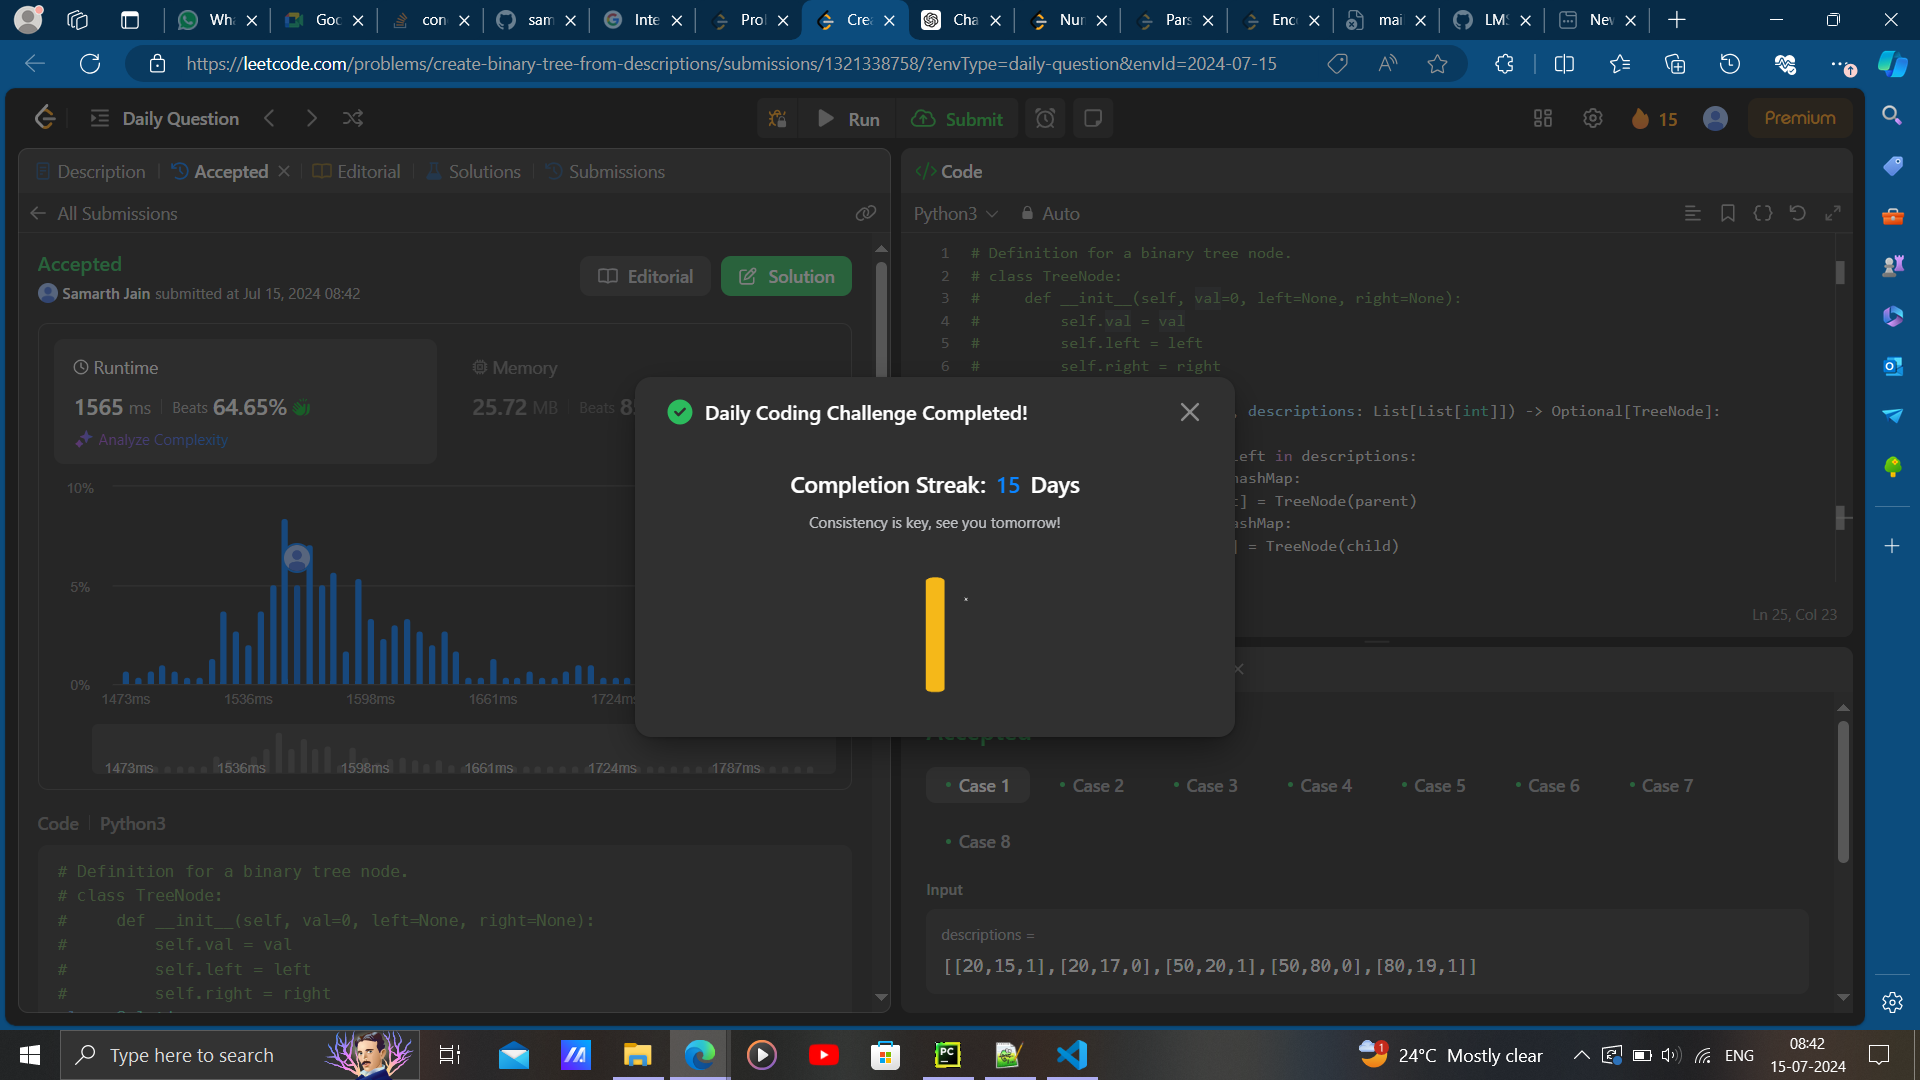 Wha
Goo
con
sam
Inte
Prol
Crea
Cha
Nur
Pars
Enc
mai
LM
Nev
https://leetcode.com/problems/create-binary-tree-from-descriptions/submissions/1321338758/?envType=daily-question&envId=2024-07-15
Daily Question
Run
Submit
15
Premium
Description
Accepted
Editorial
Solutions
Submissions
All Submissions
Accepted
Samarth Jain submitted at Jul 15, 2024 08:42
Editorial
Solution
Runtime
1565 ms
Beats 64.65%
Analyze Complexity
Memory
25.72 MB
Beats 8
10%
5%
0%
1473ms 1536ms 1598ms 1661ms 1724ms
1473ms 1536ms 1598ms 1661ms 1724ms 1787ms
Code Python3
# Definition for a binary tree node.
# class TreeNode:
#     def __init__(self, val=0, left=None, right=None):
#         self.val = val
#         self.left = left
#         self.right = right
Daily Coding Challenge Completed!
Completion Streak: 15 Days
Consistency is key, see you tomorrow!
</> Code
Python3
Auto
1 # Definition for a binary tree node.
2 # class TreeNode:
3 #     def __init__(self, val=0, left=None, right=None):
4 #         self.val = val
5 #         self.left = left
6 #         self.right = right
, descriptions: List[List[int]]) -> Optional[TreeNode]:
left in descriptions:
hashMap:
t] = TreeNode(parent)
ashMap:
] = TreeNode(child)
Ln 25, Col 23
Accepted
Case 1
Case 2
Case 3
Case 4
Case 5
Case 6
Case 7
Case 8
Input
descriptions =
[[20,15,1],[20,17,0],[50,20,1],[50,80,0],[80,19,1]]
Type here to search
PC
1
24°C Mostly clear
ENG
08:42
15-07-2024